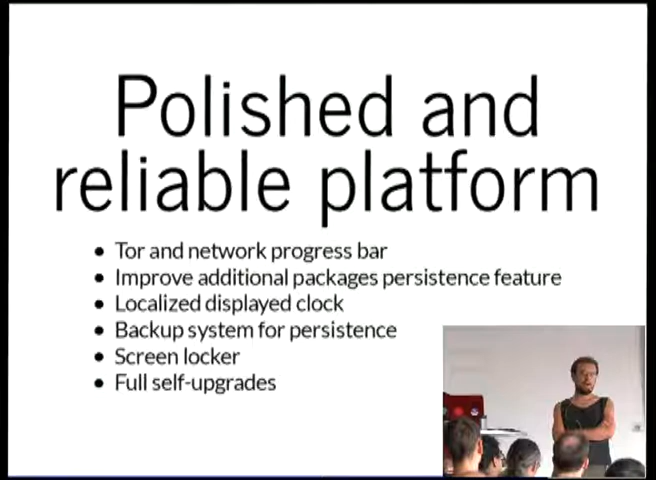 Polished and
reliable platform
• Tor and network progress bar
• Improve additional packages persistence feature
• Localized displayed clock
• Backup system for persistence
• Screen locker
• Full self-upgrades